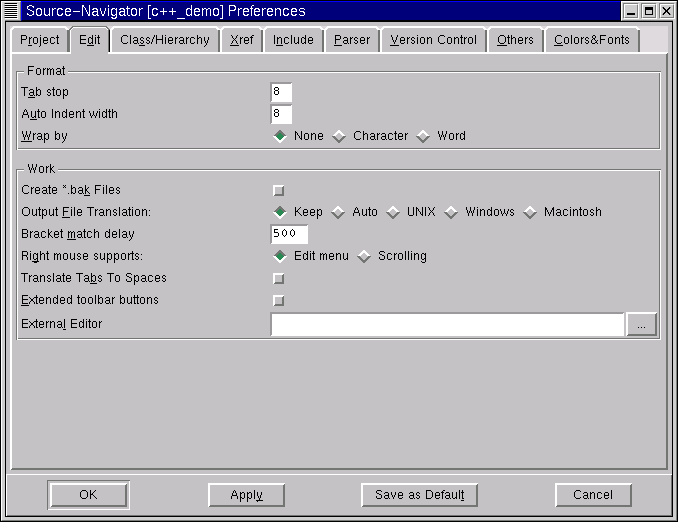 Source-Navigator [c++_demo] Preferences
Project Edit Class/Hierarchy Xref Include Parser Version Control Others Colors&Fonts
Format
Tab stop 8
Auto Indent width 8
Wrap by None Character Word
Work
Create *.bak Files
Output File Translation: Keep Auto UNIX Windows Macintosh
Bracket match delay 500
Right mouse supports: Edit menu Scrolling
Translate Tabs To Spaces
Extended toolbar buttons
External Editor ...
OK Apply Save as Default Cancel